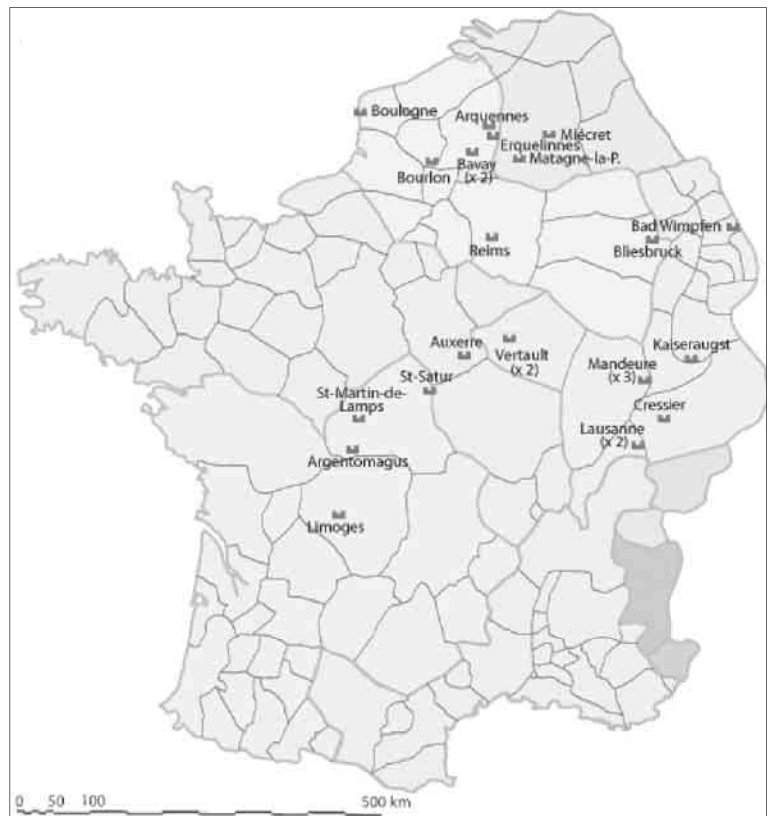 Boulogne
Arquennes
Erquelinnes
Miécret
Matagne-la-P.
Bavay
(x 2)
Bourlon
Reims
Bad Wimpfen
Bliesbruck
Auxerre
Vertault
(x 2)
Kaiseraugst
Mandeure
(x 3)
St-Satur
St-Martin-de-
Lamps
Cressier
Lausanne
(x 2)
Argentomagus
Limoges
0 50 100 500 km